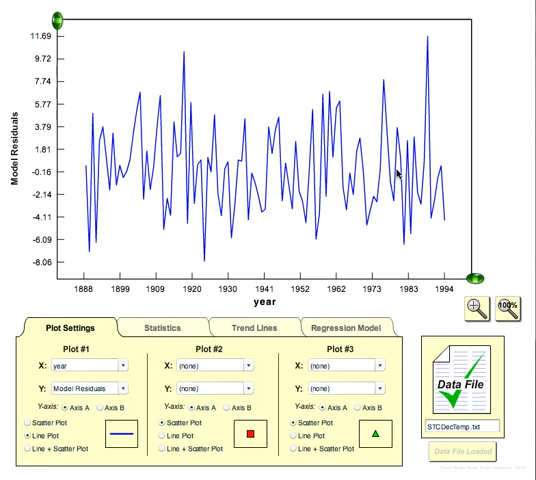 11.69
9.72
7.74
5.77
3.79
1.81
-0.16
-2.14
-4.11
-6.09
-8.06
Model Residuals
1888 1899 1909 1920 1930 1941 1952 1962 1973 1983 1994
year
100%
Plot Settings Statistics Trend Lines Regression Model
Plot #1 Plot #2 Plot #3
X: year X: (none) X: (none)
Y: Model Residuals Y: (none) Y: (none)
Y-axis: Axis A Axis B Y-axis: Axis A Axis B Y-axis: Axis A Axis B
Scatter Plot Scatter Plot Scatter Plot
Line Plot Line Plot Line Plot
Line + Scatter Plot Line + Scatter Plot Line + Scatter Plot
Data File
STCDecTemp.txt
Data File Loaded